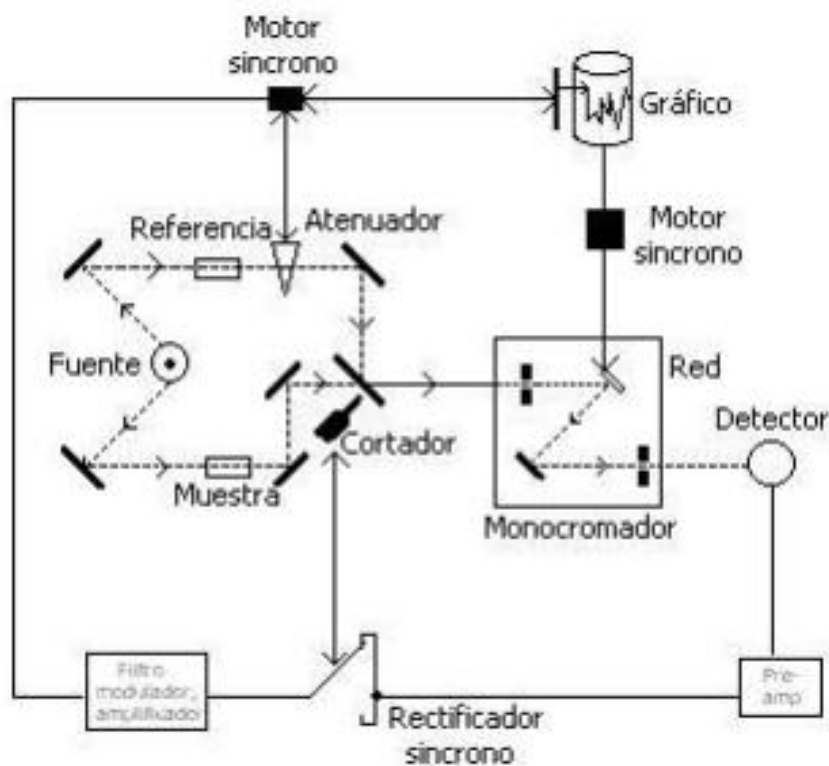 Motor
sincrono
Gráfico
Referencia
Atenuador
Motor
sincrono
Fuente
Red
Detector
Cortador
Muestra
Monocromador
Filtro
modulador,
amplificador
Pre-
amp
Rectificador
sincrono